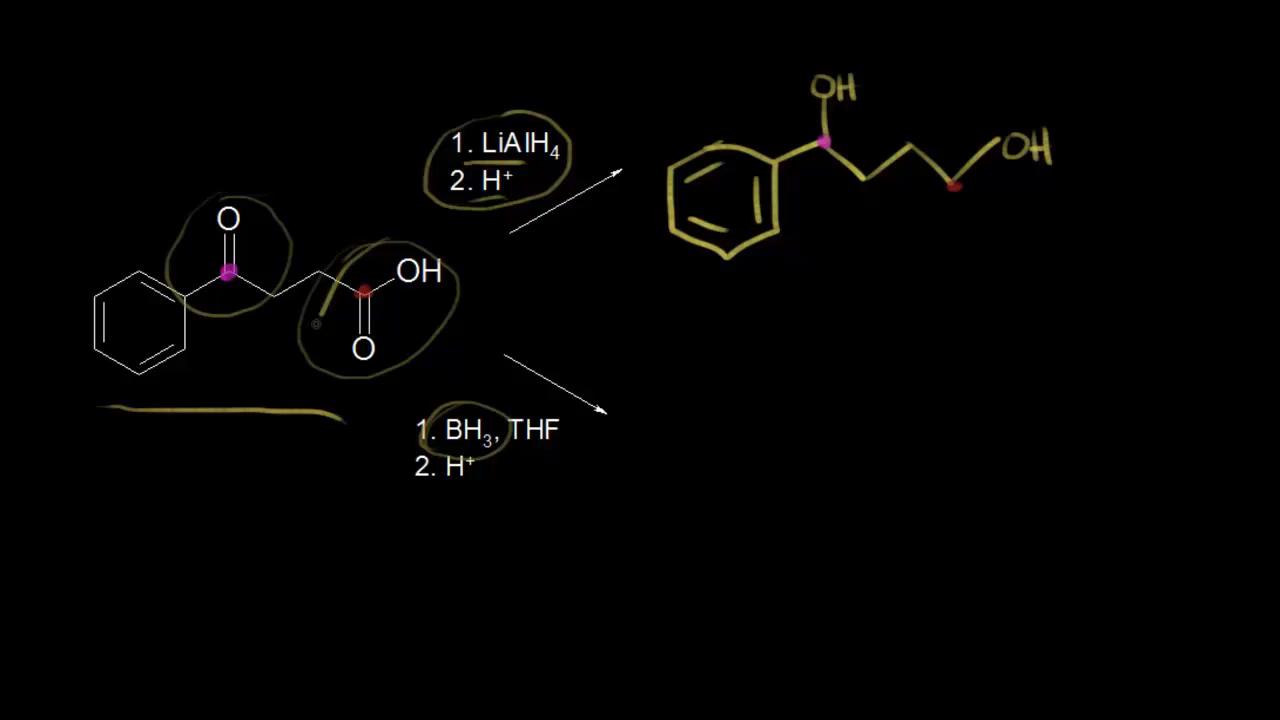 OH
1. LiAlH₄
2. H⁺
OH
O
OH
O
1. BH₃, THF
2. H⁺